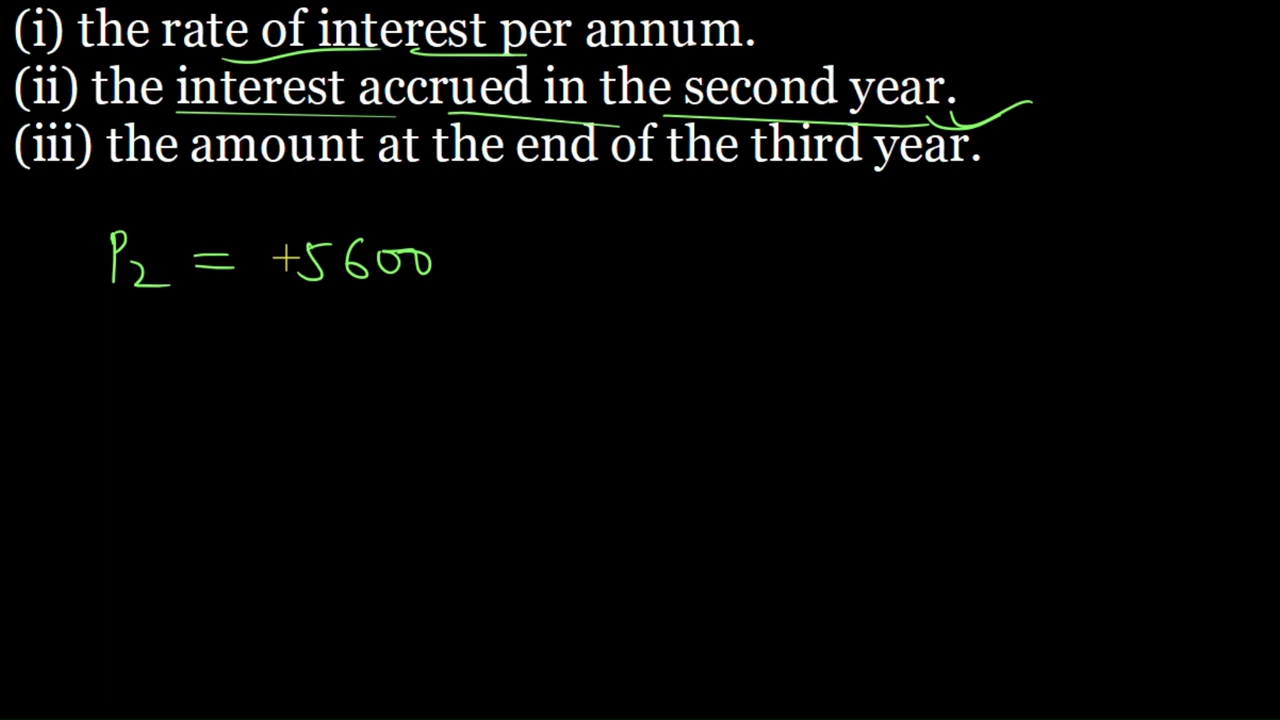 (i) the rate of interest per annum.
(ii) the interest accrued in the second year.
(iii) the amount at the end of the third year.
P2 = +5600